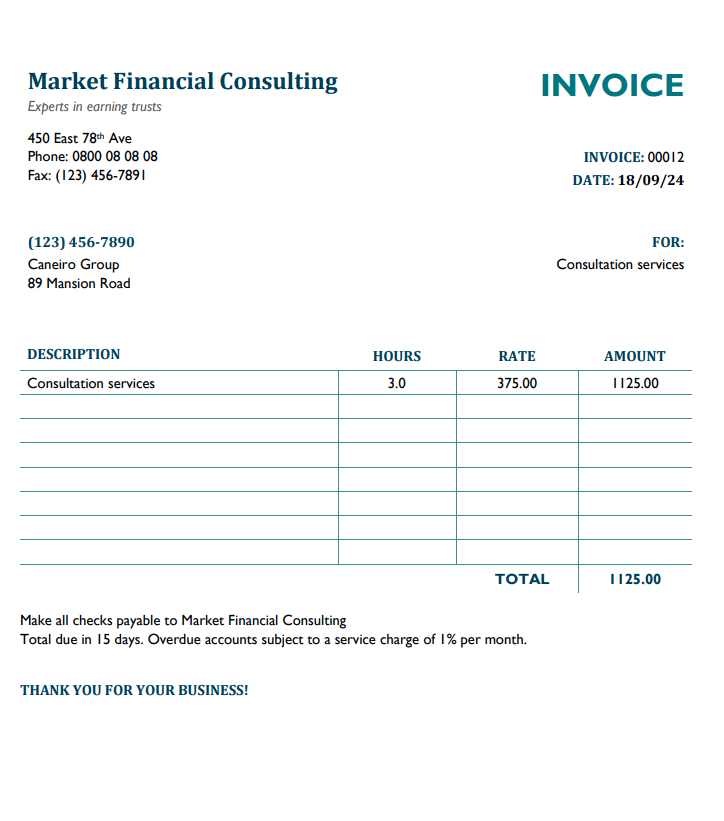 Market Financial Consulting
INVOICE
Experts in earning trusts
450 East 78th Ave
Phone: 0800 08 08 08
Fax: (123) 456-7891
INVOICE: 00012
DATE: 18/09/24
(123) 456-7890
Caneiro Group
89 Mansion Road
FOR:
Consultation services
DESCRIPTION HOURS RATE AMOUNT
Consultation services 3.0 375.00 1125.00
TOTAL 1125.00
Make all checks payable to Market Financial Consulting
Total due in 15 days. Overdue accounts subject to a service charge of 1% per month.
THANK YOU FOR YOUR BUSINESS!